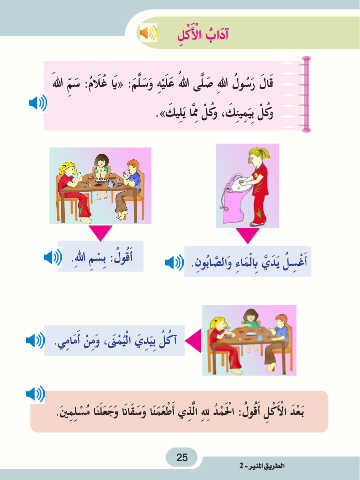 آدَابُ الْأَكْلِ
قَالَ رَسُولُ اللهِ صَلَّى اللهُ عَلَيْهِ وَسَلَّمَ: «يَا غُلَامُ: سَمِّ اللهَ
وَكُلْ بِيَمِينِكَ، وَكُلْ مِمَّا يَلِيكَ».
أَغْسِلُ يَدَيَّ بِالْمَاءِ وَالصَّابُونِ.
أَقُولُ: بِسْمِ اللهِ.
آكُلُ بِيَدِيَ الْيُمْنَى، وَمِنْ أَمَامِي.
بَعْدَ الْأَكْلِ أَقُولُ: الْحَمْدُ لِلهِ الَّذِي أَطْعَمَنَا وَسَقَانَا وَجَعَلَنَا مُسْلِمِينَ.
25
الطريق المنير - 2